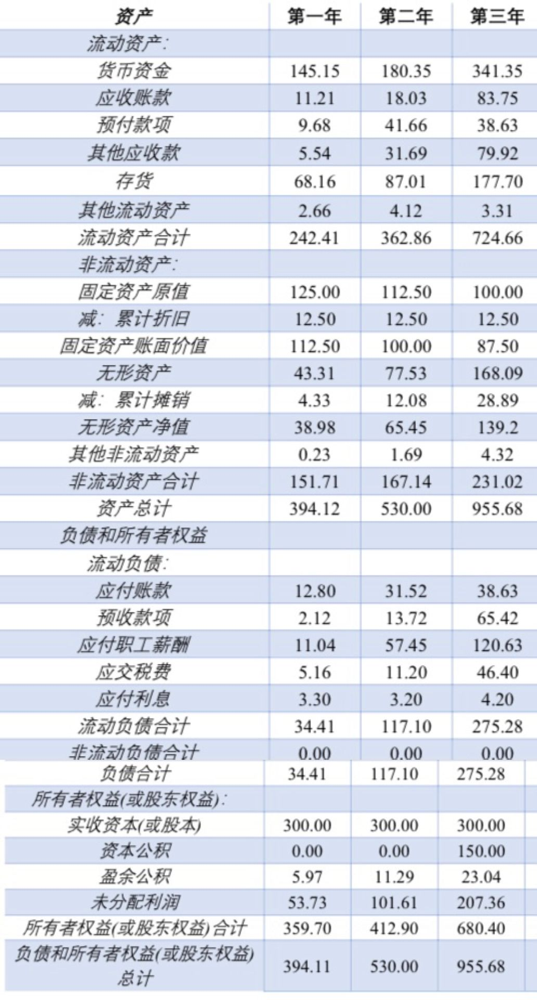 资产 第一年 第二年 第三年
流动资产：
货币资金 145.15 180.35 341.35
应收账款 11.21 18.03 83.75
预付款项 9.68 41.66 38.63
其他应收款 5.54 31.69 79.92
存货 68.16 87.01 177.70
其他流动资产 2.66 4.12 3.31
流动资产合计 242.41 362.86 724.66
非流动资产：
固定资产原值 125.00 112.50 100.00
减：累计折旧 12.50 12.50 12.50
固定资产账面价值 112.50 100.00 87.50
无形资产 43.31 77.53 168.09
减：累计摊销 4.33 12.08 28.89
无形资产净值 38.98 65.45 139.2
其他非流动资产 0.23 1.69 4.32
非流动资产合计 151.71 167.14 231.02
资产总计 394.12 530.00 955.68
负债和所有者权益
流动负债：
应付账款 12.80 31.52 38.63
预收款项 2.12 13.72 65.42
应付职工薪酬 11.04 57.45 120.63
应交税费 5.16 11.20 46.40
应付利息 3.30 3.20 4.20
流动负债合计 34.41 117.10 275.28
非流动负债合计 0.00 0.00 0.00
负债合计 34.41 117.10 275.28
所有者权益(或股东权益)：
实收资本(或股本) 300.00 300.00 300.00
资本公积 0.00 0.00 150.00
盈余公积 5.97 11.29 23.04
未分配利润 53.73 101.61 207.36
所有者权益(或股东权益)合计 359.70 412.90 680.40
负债和所有者权益(或股东权益)
总计 394.11 530.00 955.68